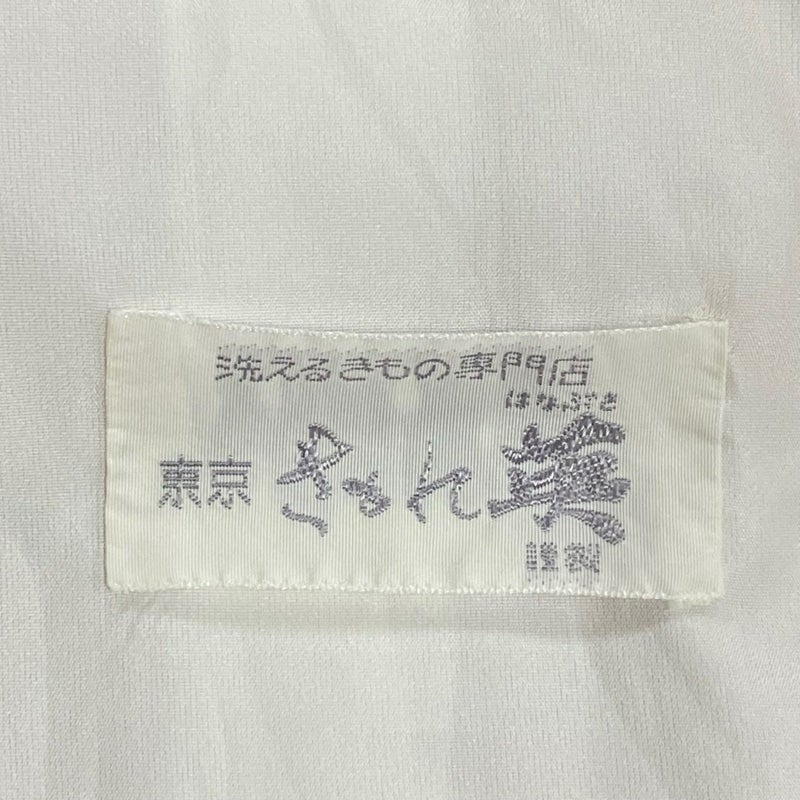 洗えるきもの専門店
はなぶさ
東京 きもん英
謹製